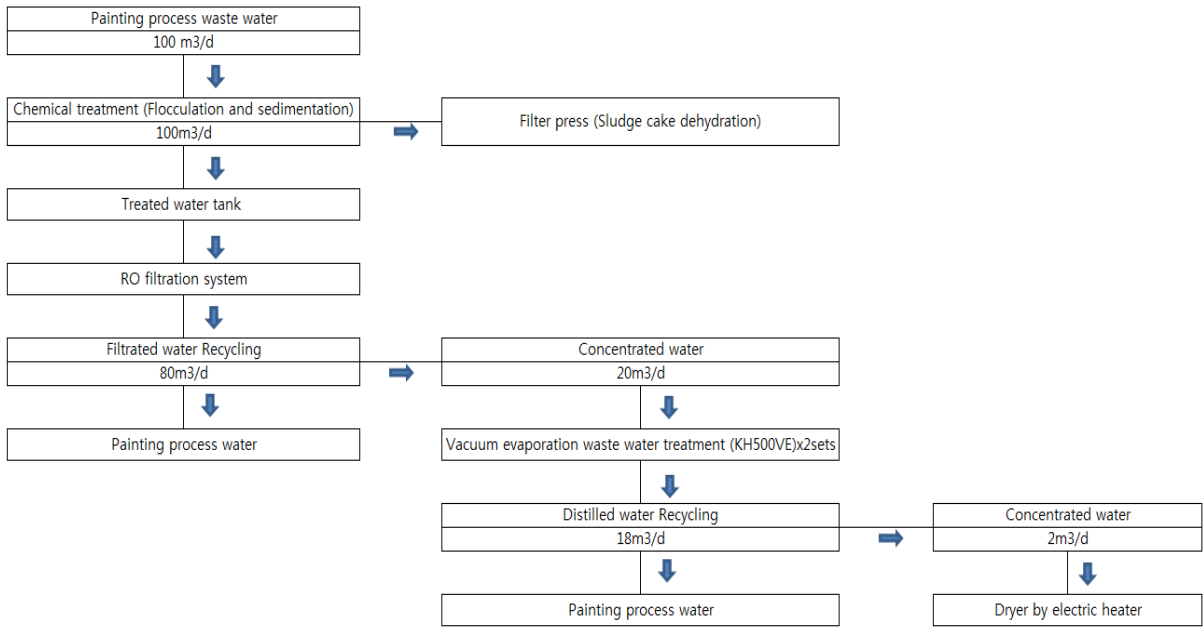 Painting process waste water
100 m3/d
Chemical treatment (Flocculation and sedimentation)
100m3/d
Filter press (Sludge cake dehydration)
Treated water tank
RO filtration system
Filtrated water Recycling
80m3/d
Concentrated water
20m3/d
Painting process water
Vacuum evaporation waste water treatment (KH500VE)x2sets
Distilled water Recycling
18m3/d
Concentrated water
2m3/d
Painting process water
Dryer by electric heater